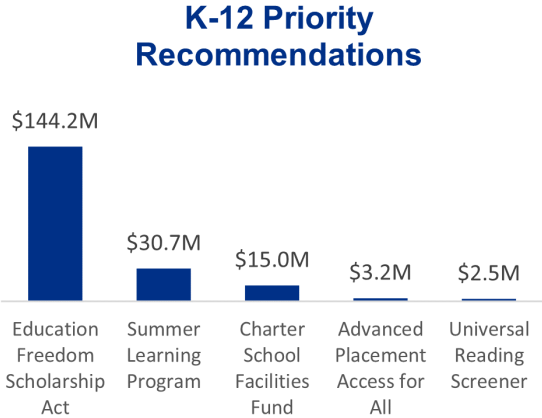 K-12 Priority
Recommendations
$144.2M
$30.7M
$15.0M
$3.2M
$2.5M
Education
Freedom
Scholarship
Act
Summer
Learning
Program
Charter
School
Facilities
Fund
Advanced
Placement
Access for
All
Universal
Reading
Screener